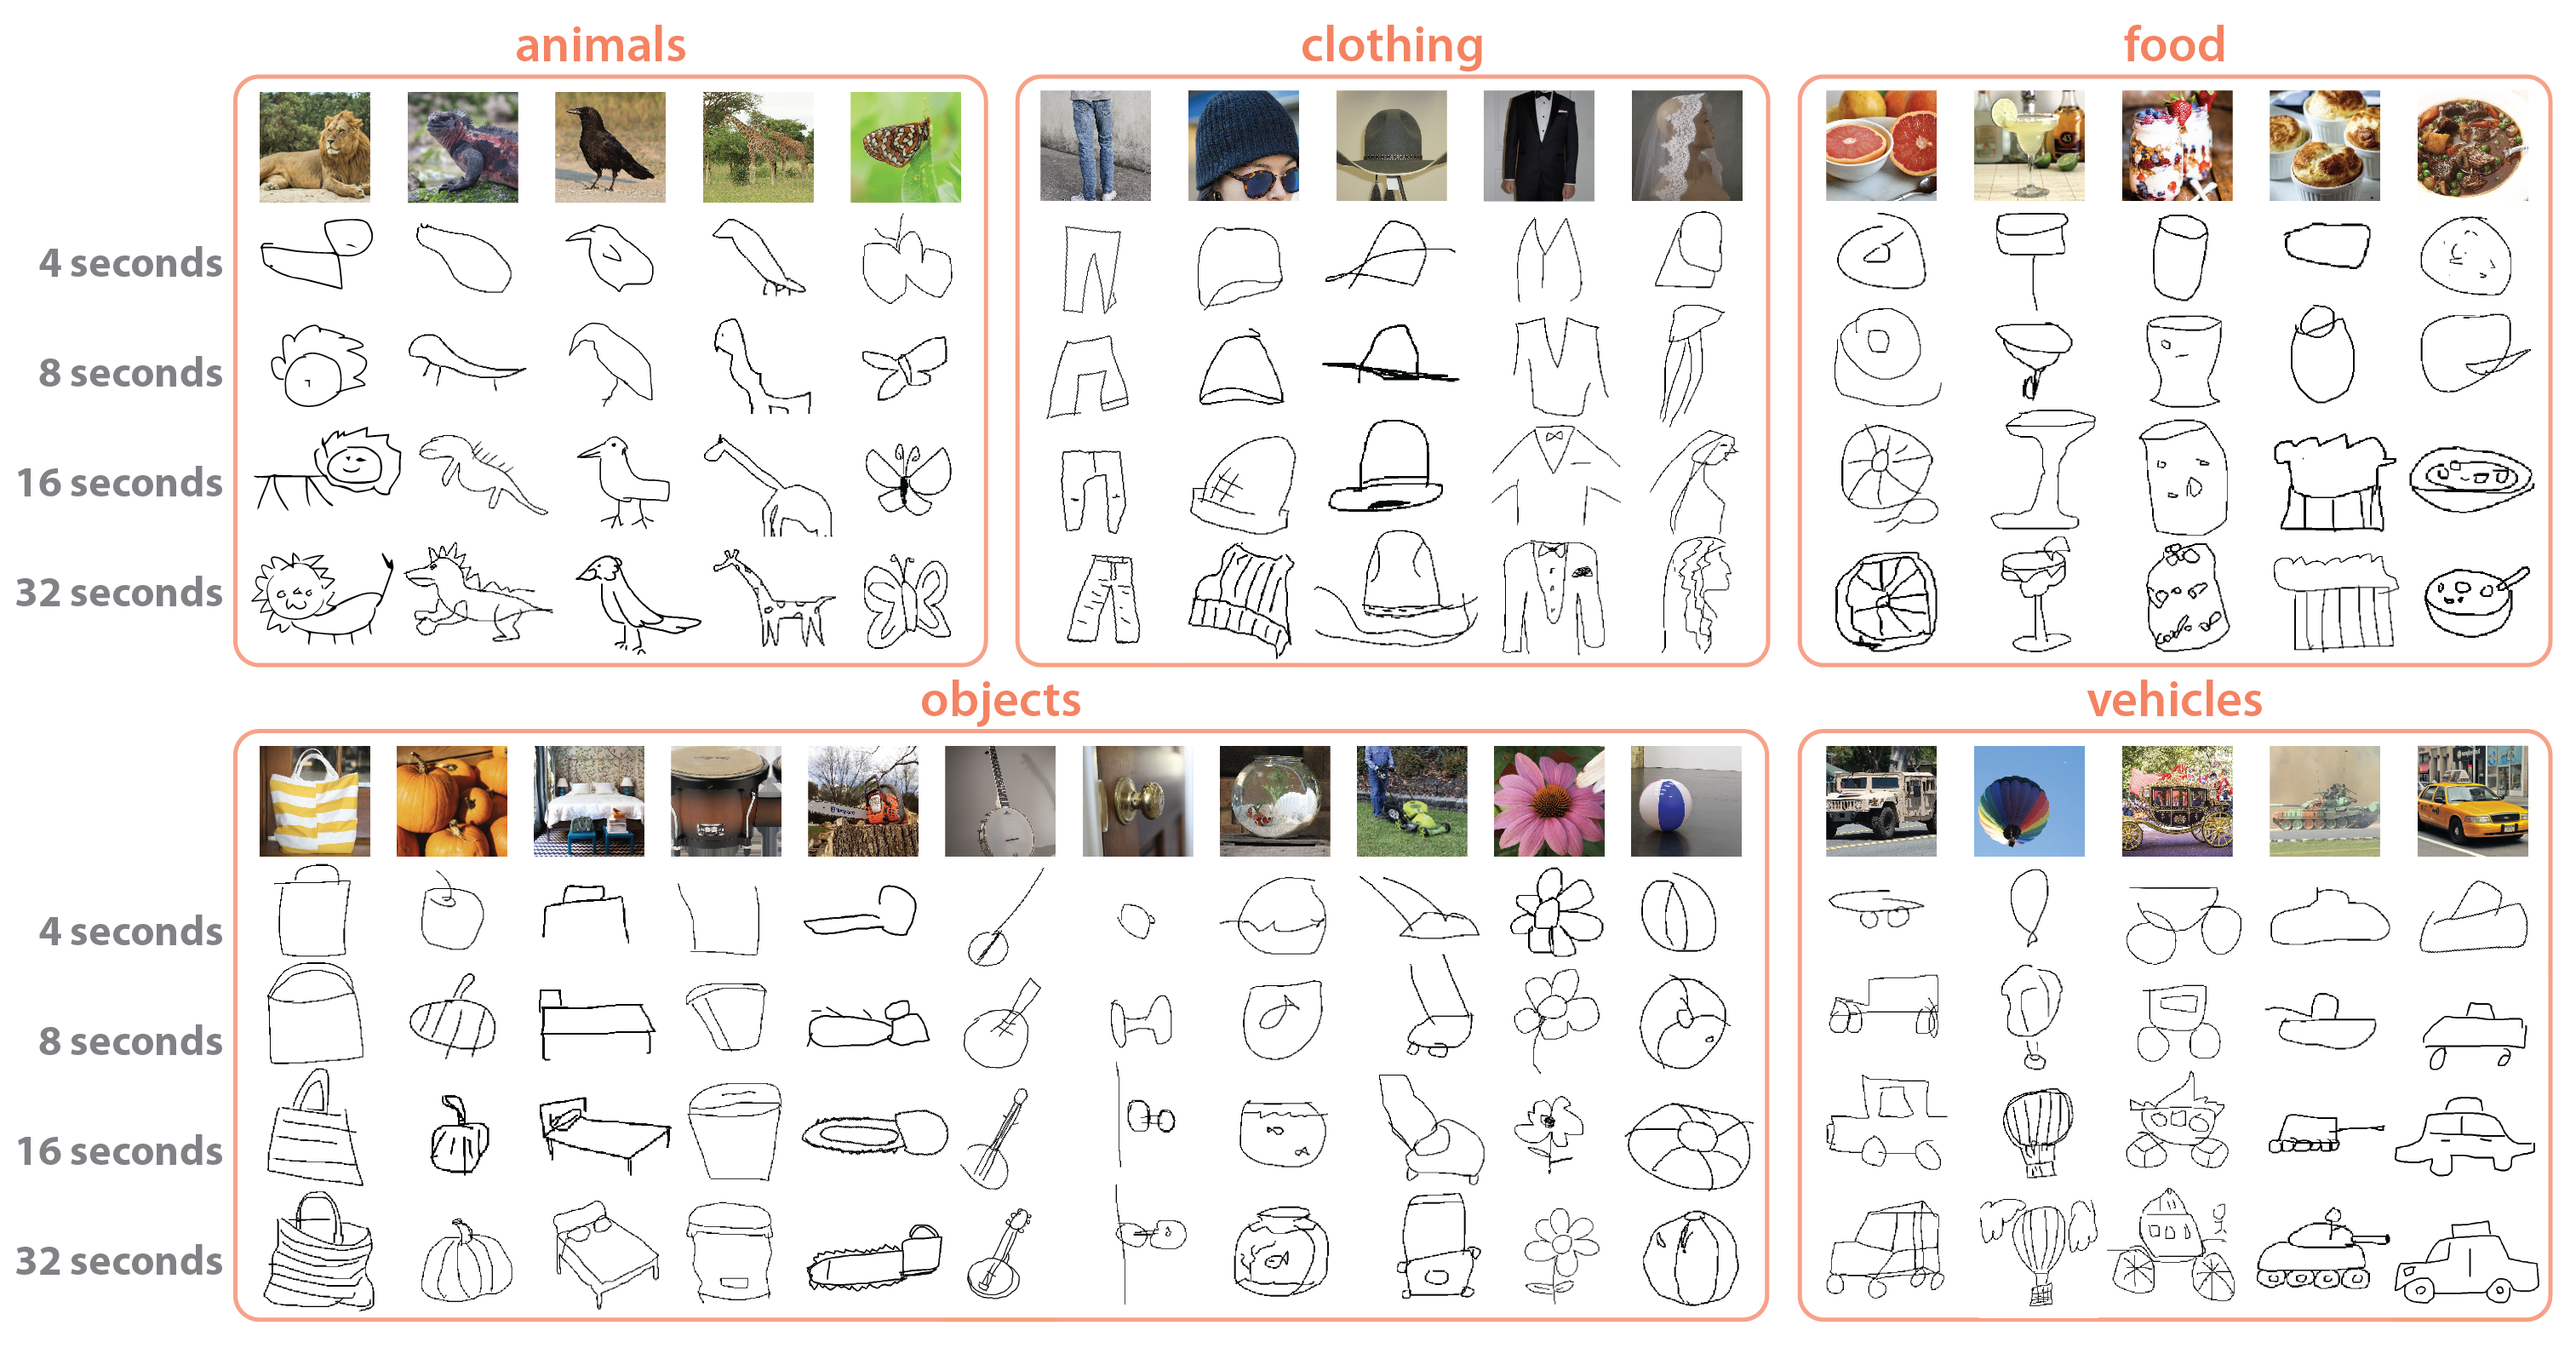 animals
clothing
food
4 seconds
8 seconds
16 seconds
32 seconds
objects
vehicles
4 seconds
8 seconds
16 seconds
32 seconds